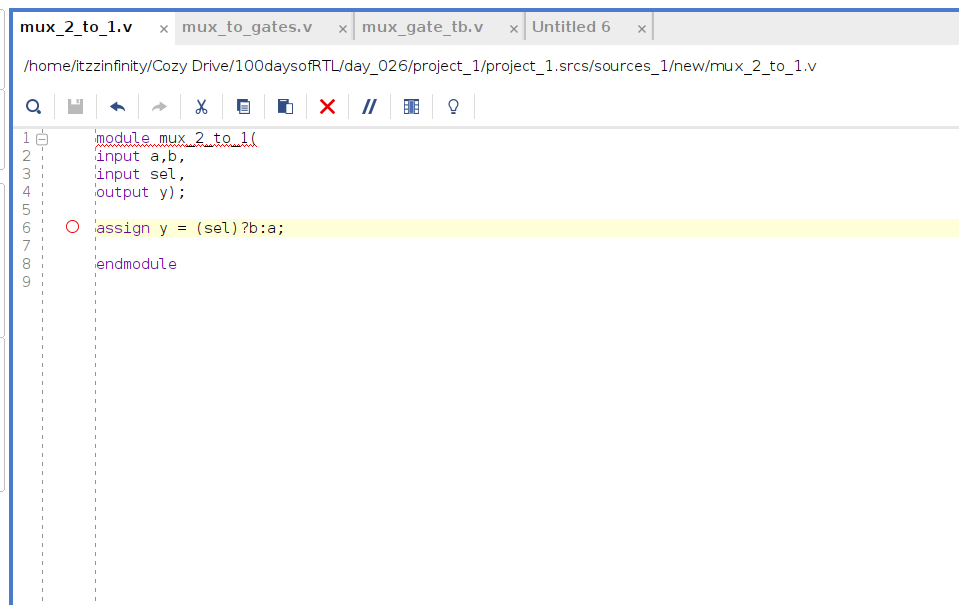 mux_2_to_1.v × mux_to_gates.v × mux_gate_tb.v × Untitled 6 ×
/home/itzzinfinity/Cozy Drive/100daysofRTL/day_026/project_1/project_1.srcs/sources_1/new/mux_2_to_1.v
1 module mux_2_to_1(
2 input a,b,
3 input sel,
4 output y);
5
6 assign y = (sel)?b:a;
7
8 endmodule
9